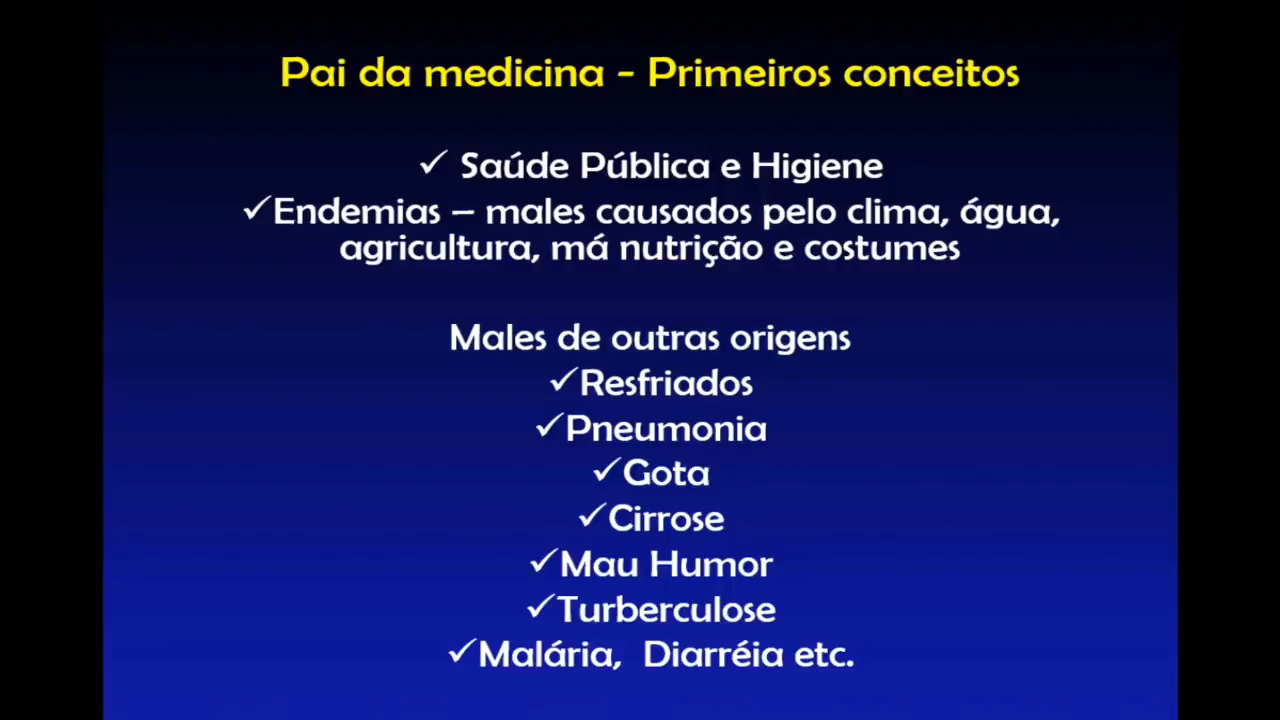 Pai da medicina - Primeiros conceitos
✓ Saúde Pública e Higiene
✓Endemias – males causados pelo clima, água,
agricultura, má nutrição e costumes
Males de outras origens
✓Resfriados
✓Pneumonia
✓Gota
✓Cirrose
✓Mau Humor
✓Turberculose
✓Malária, Diarréia etc.